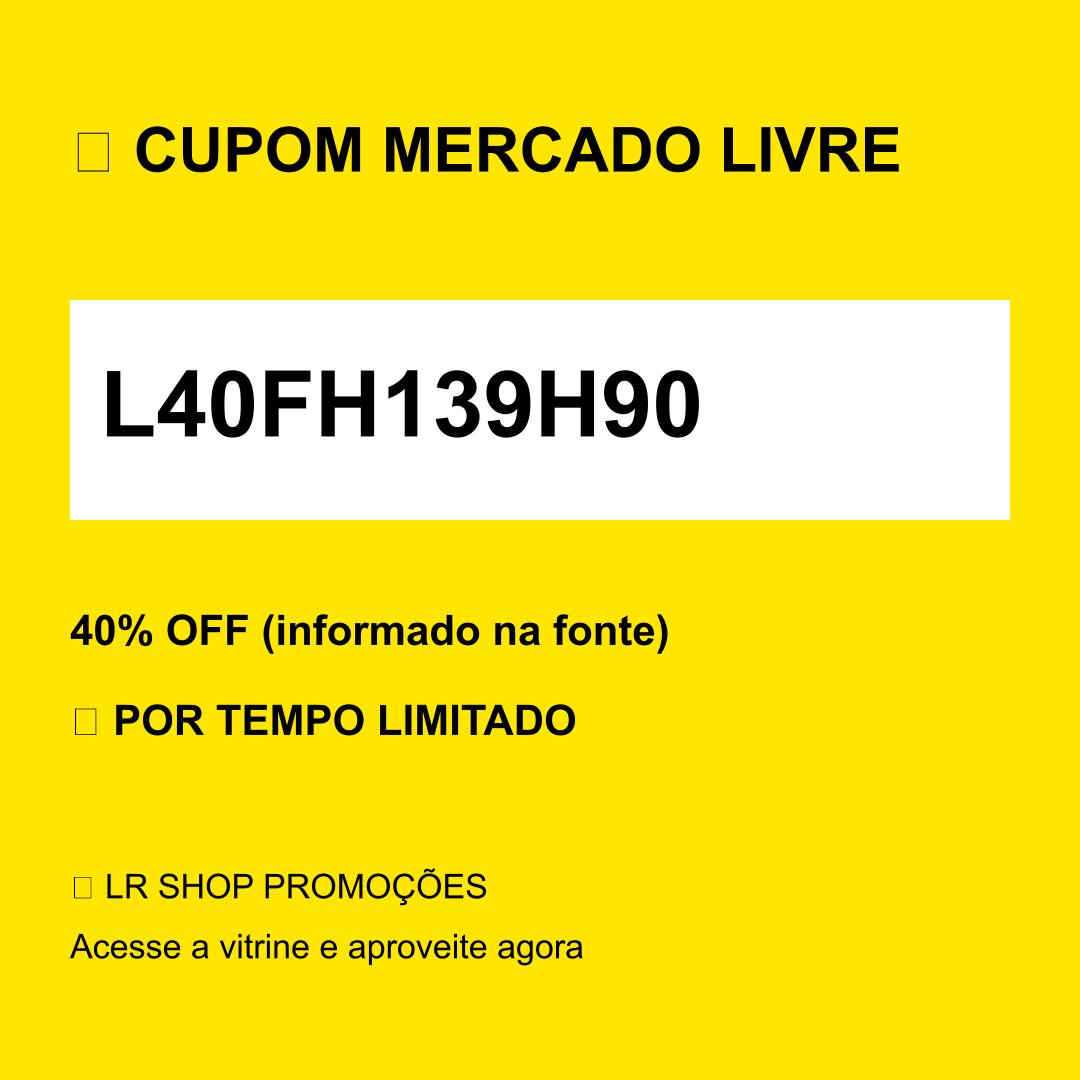 CUPOM MERCADO LIVRE
L40FH139H90
40% OFF (informado na fonte)
POR TEMPO LIMITADO
LR SHOP PROMOÇÕES
Acesse a vitrine e aproveite agora